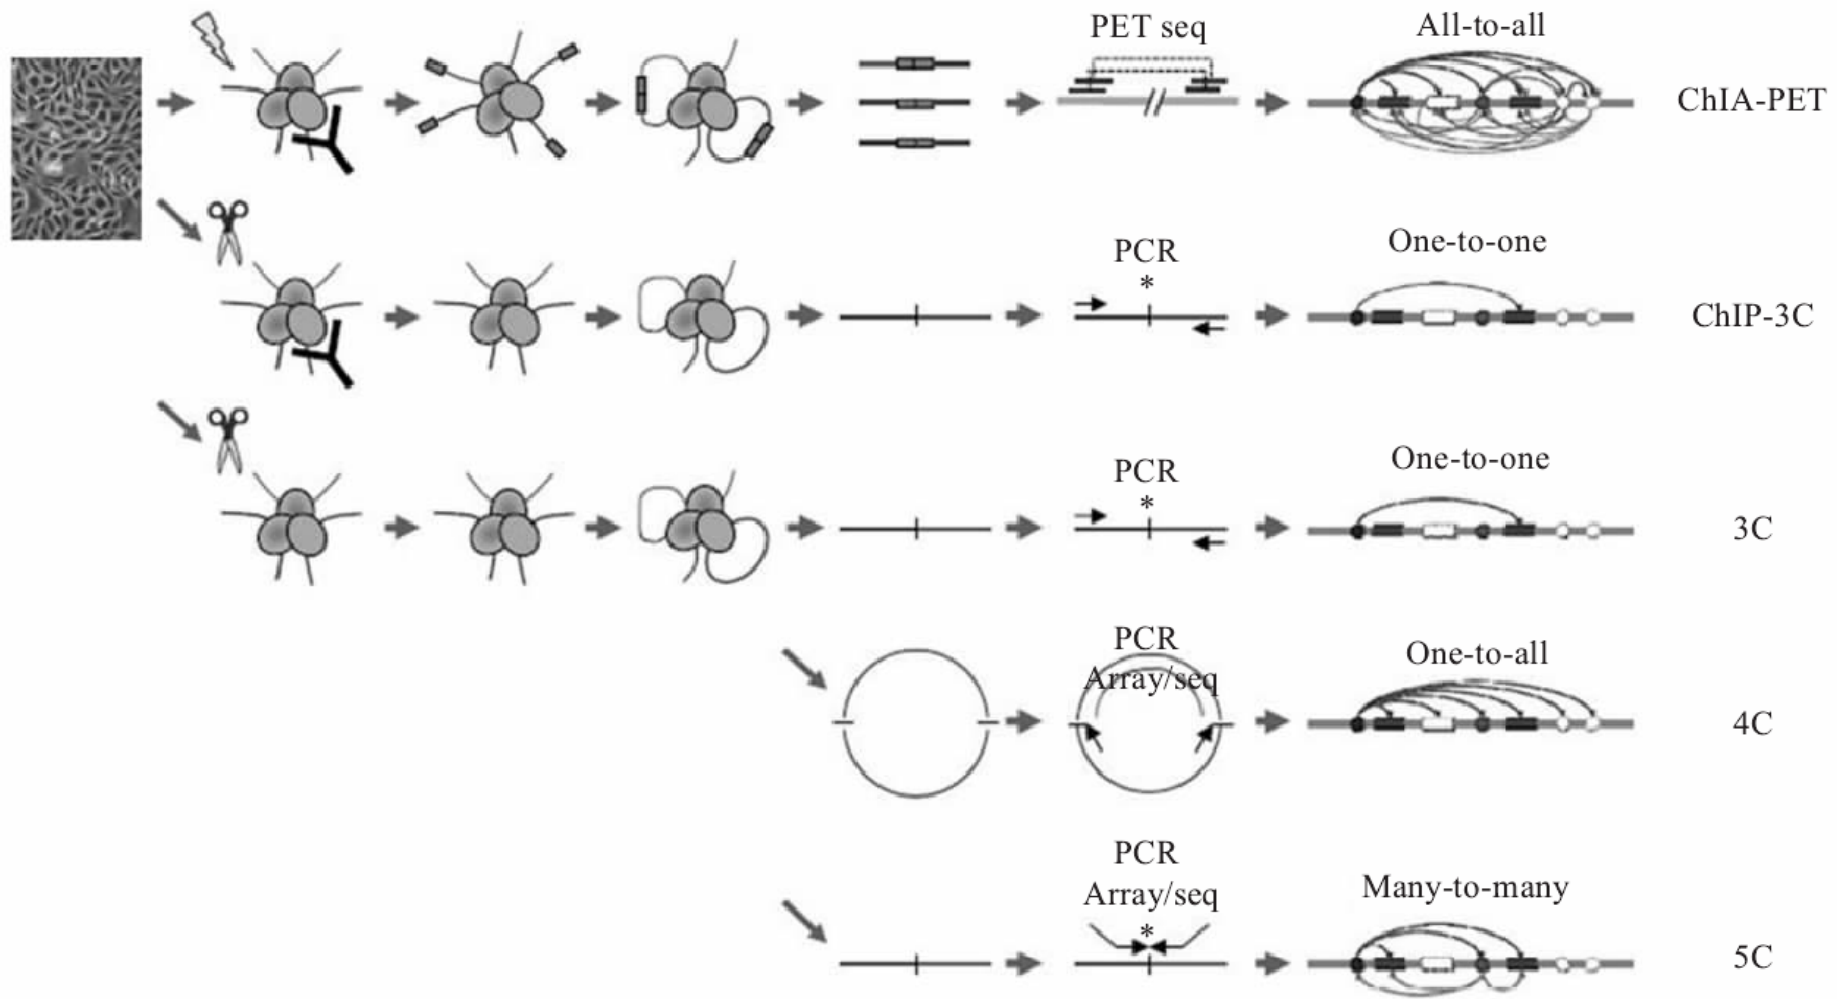 PET seq
All-to-all
ChIA-PET
PCR
*
One-to-one
ChIP-3C
PCR
*
One-to-one
3C
PCR
Array/seq
One-to-all
4C
PCR
Array/seq
*
Many-to-many
5C